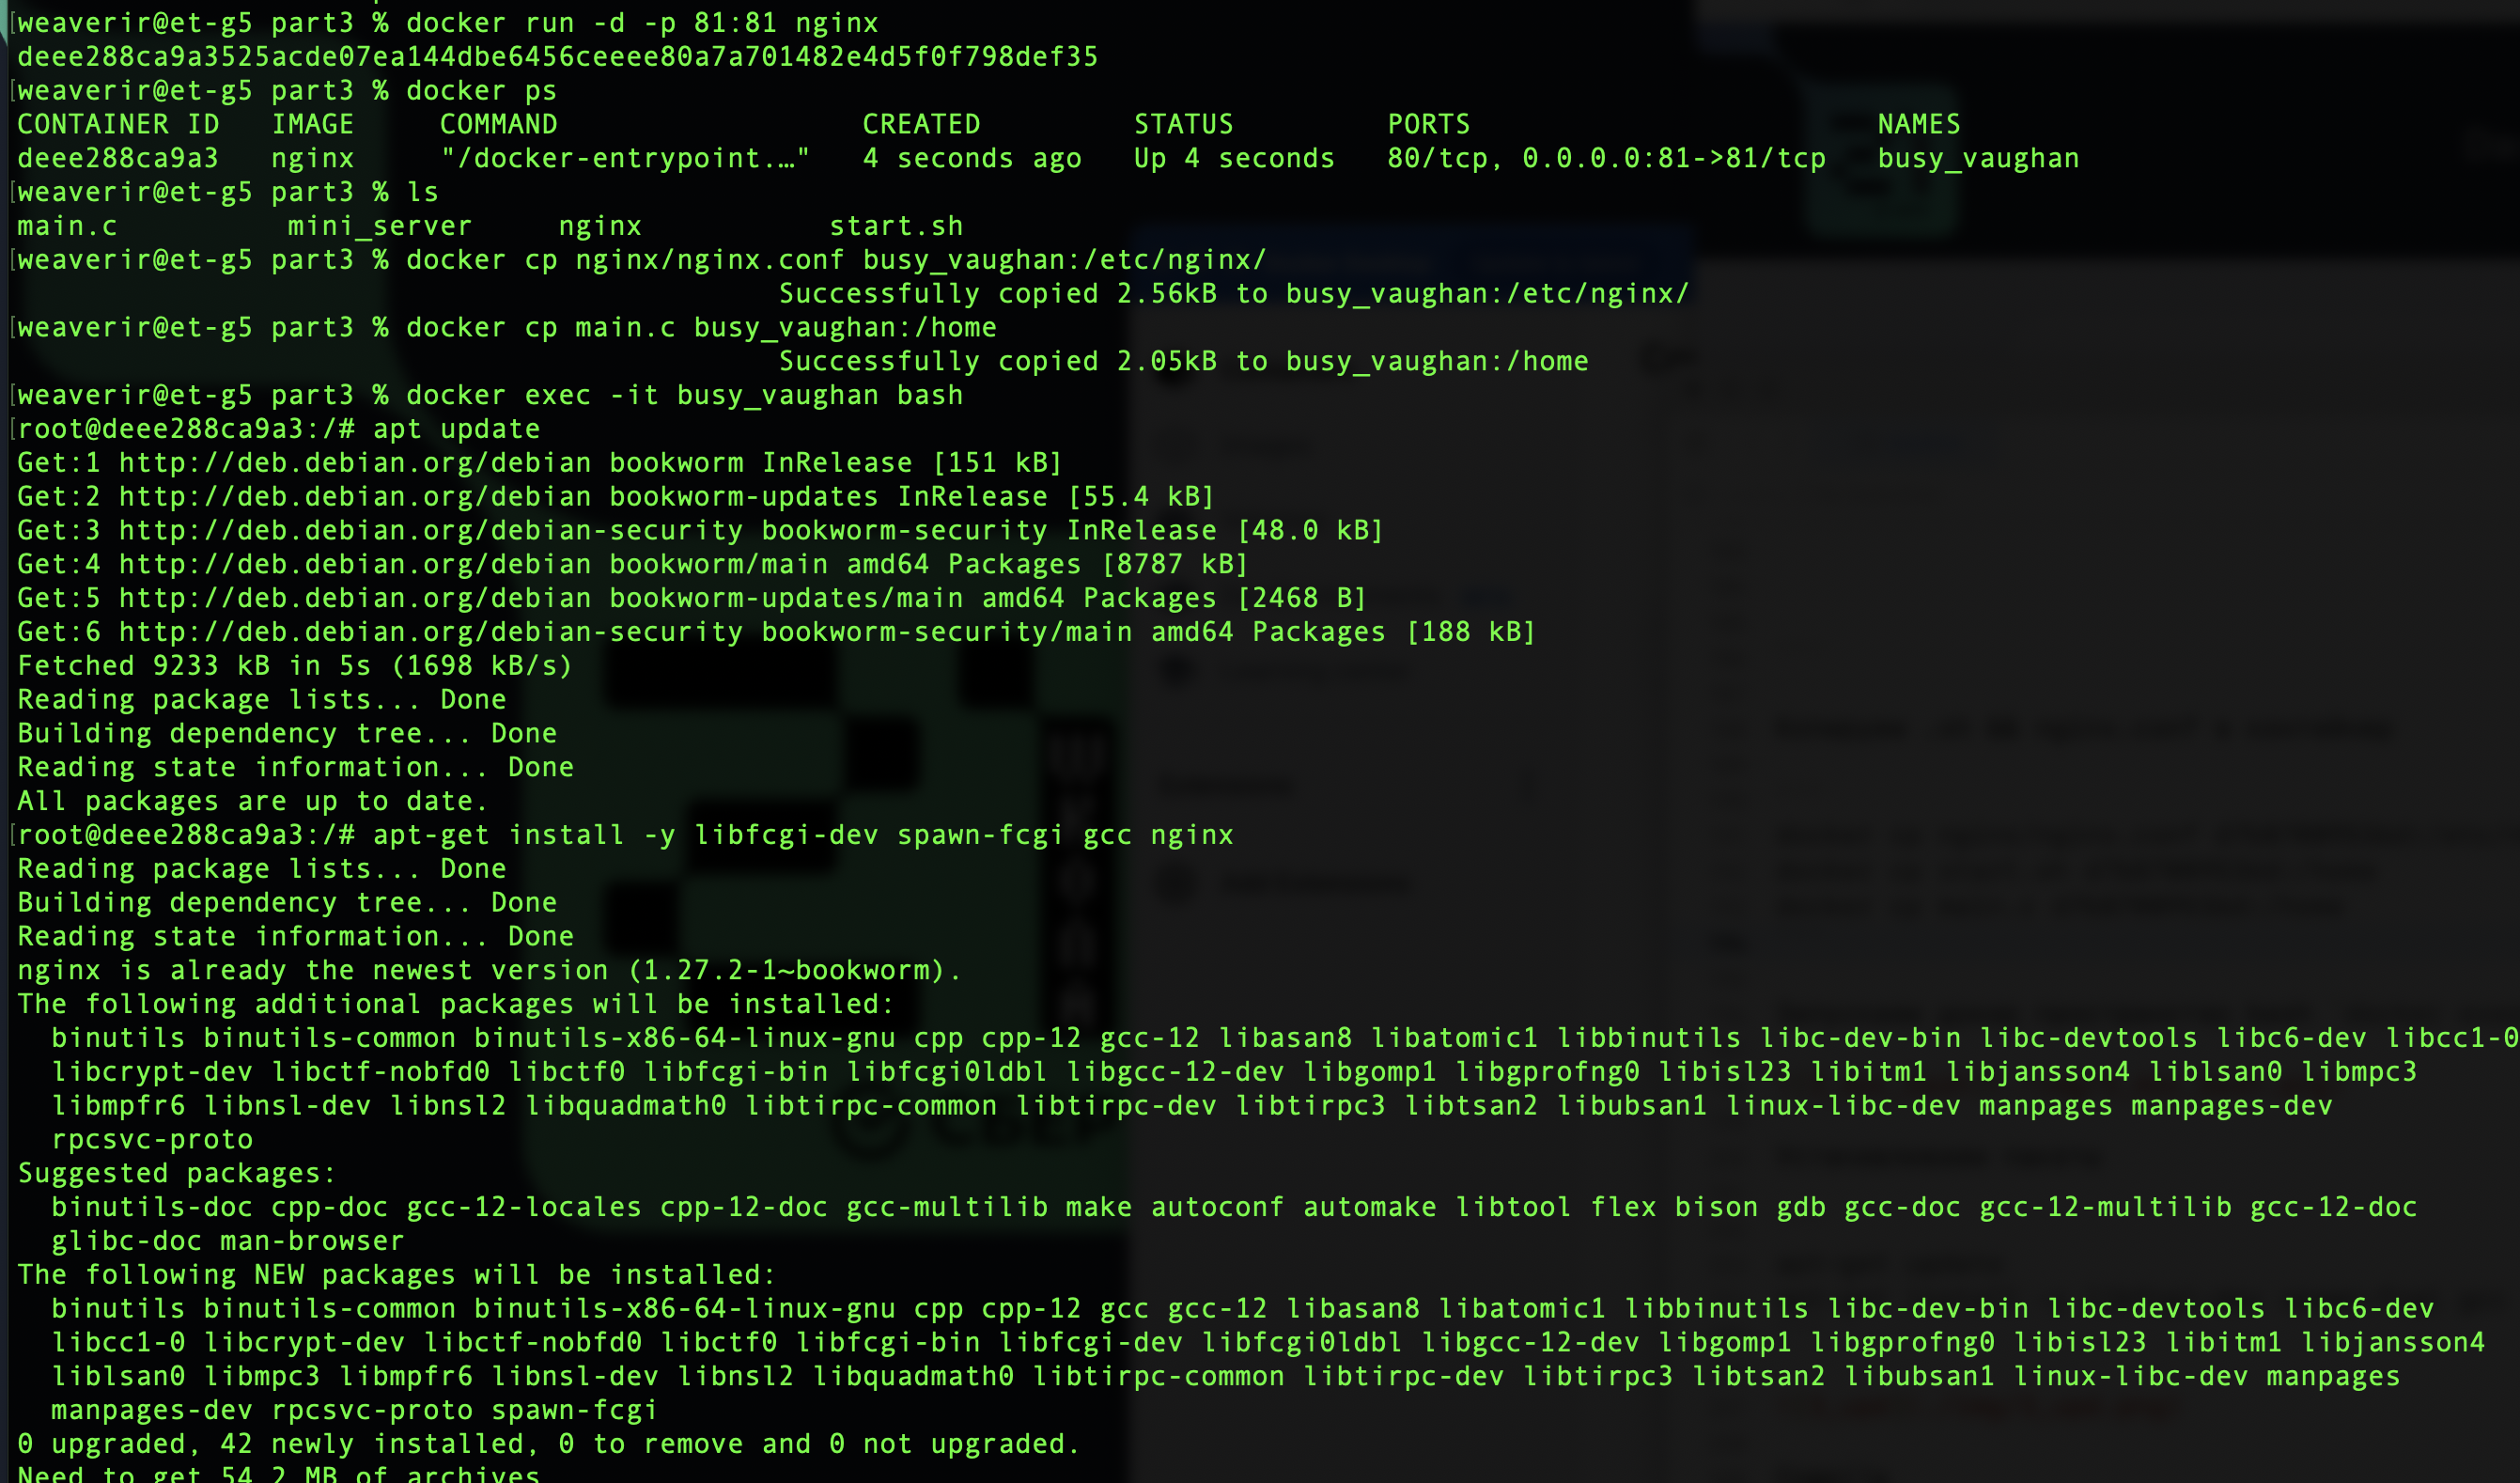 [weaverir@et-g5 part3 % docker run -d -p 81:81 nginx
deee288ca9a3525acde07ea144dbe6456ceeee80a7a701482e4d5f0f798def35
[weaverir@et-g5 part3 % docker ps
CONTAINER ID   IMAGE     COMMAND                  CREATED         STATUS         PORTS                        NAMES
deee288ca9a3   nginx     "/docker-entrypoint.…"   4 seconds ago   Up 4 seconds   80/tcp, 0.0.0.0:81->81/tcp   busy_vaughan
[weaverir@et-g5 part3 % ls
main.c          mini_server     nginx           start.sh
[weaverir@et-g5 part3 % docker cp nginx/nginx.conf busy_vaughan:/etc/nginx/
Successfully copied 2.56kB to busy_vaughan:/etc/nginx/
[weaverir@et-g5 part3 % docker cp main.c busy_vaughan:/home
Successfully copied 2.05kB to busy_vaughan:/home
[weaverir@et-g5 part3 % docker exec -it busy_vaughan bash
[root@deee288ca9a3:/# apt update
Get:1 http://deb.debian.org/debian bookworm InRelease [151 kB]
Get:2 http://deb.debian.org/debian bookworm-updates InRelease [55.4 kB]
Get:3 http://deb.debian.org/debian-security bookworm-security InRelease [48.0 kB]
Get:4 http://deb.debian.org/debian bookworm/main amd64 Packages [8787 kB]
Get:5 http://deb.debian.org/debian bookworm-updates/main amd64 Packages [2468 B]
Get:6 http://deb.debian.org/debian-security bookworm-security/main amd64 Packages [188 kB]
Fetched 9233 kB in 5s (1698 kB/s)
Reading package lists... Done
Building dependency tree... Done
Reading state information... Done
All packages are up to date.
[root@deee288ca9a3:/# apt-get install -y libfcgi-dev spawn-fcgi gcc nginx
Reading package lists... Done
Building dependency tree... Done
Reading state information... Done
nginx is already the newest version (1.27.2-1~bookworm).
The following additional packages will be installed:
  binutils binutils-common binutils-x86-64-linux-gnu cpp cpp-12 gcc-12 libasan8 libatomic1 libbinutils libc-dev-bin libc-devtools libc6-dev libcc1-0
  libcrypt-dev libctf-nobfd0 libctf0 libfcgi-bin libfcgi0ldbl libgcc-12-dev libgomp1 libgprofng0 libisl23 libitm1 libjansson4 liblsan0 libmpc3
  libmpfr6 libnsl-dev libnsl2 libquadmath0 libtirpc-common libtirpc-dev libtirpc3 libtsan2 libubsan1 linux-libc-dev manpages manpages-dev
  rpcsvc-proto
Suggested packages:
  binutils-doc cpp-doc gcc-12-locales cpp-12-doc gcc-multilib make autoconf automake libtool flex bison gdb gcc-doc gcc-12-multilib gcc-12-doc
  glibc-doc man-browser
The following NEW packages will be installed:
  binutils binutils-common binutils-x86-64-linux-gnu cpp cpp-12 gcc gcc-12 libasan8 libatomic1 libbinutils libc-dev-bin libc-devtools libc6-dev
  libcc1-0 libcrypt-dev libctf-nobfd0 libctf0 libfcgi-bin libfcgi-dev libfcgi0ldbl libgcc-12-dev libgomp1 libgprofng0 libisl23 libitm1 libjansson4
  liblsan0 libmpc3 libmpfr6 libnsl-dev libnsl2 libquadmath0 libtirpc-common libtirpc-dev libtirpc3 libtsan2 libubsan1 linux-libc-dev manpages
  manpages-dev rpcsvc-proto spawn-fcgi
0 upgraded, 42 newly installed, 0 to remove and 0 not upgraded.
Need to get 54.2 MB of archives.